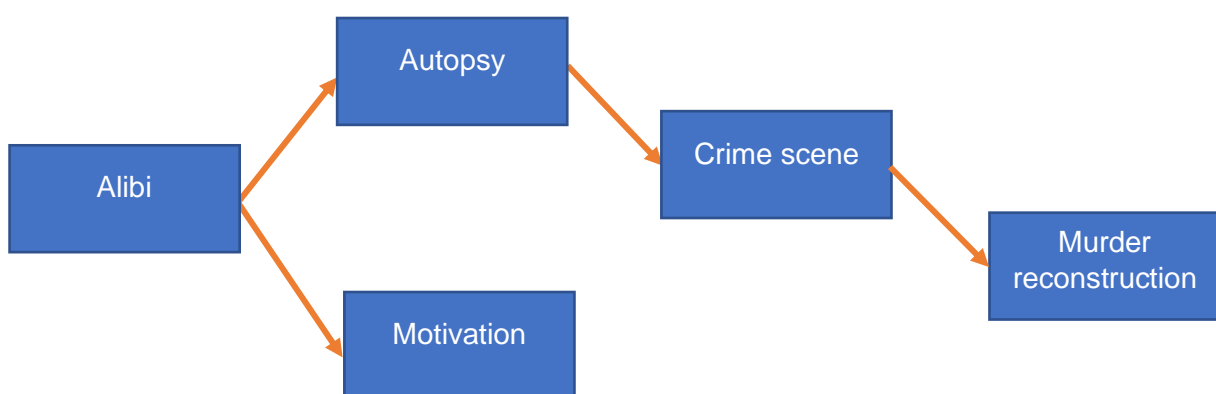 Autopsy
Crime scene
Alibi
Murder
reconstruction
Motivation